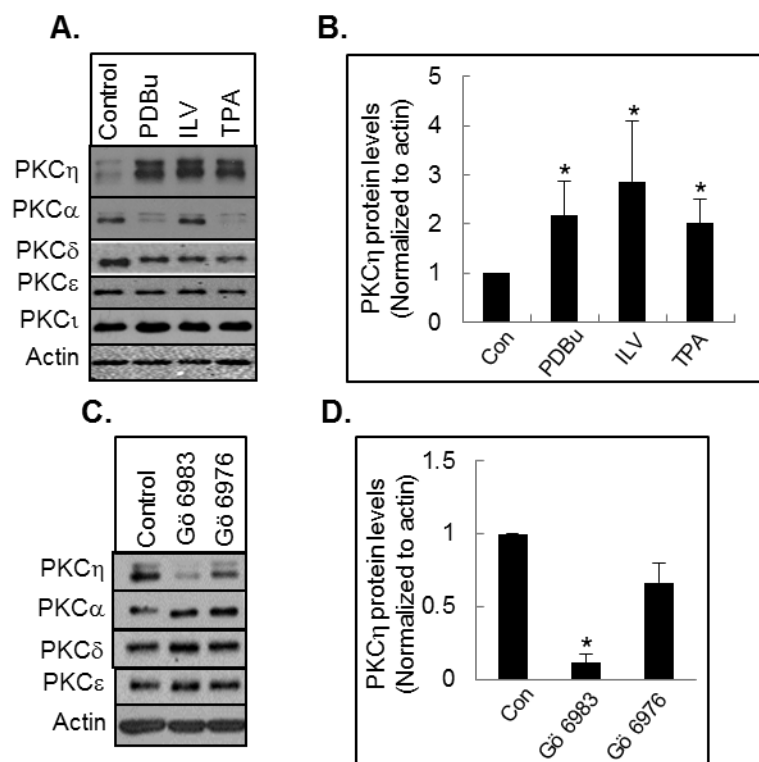 A.
Control
PDBu
ILV
TPA
PKCη
PKCα
PKCδ
PKCε
PKCι
Actin
B.
PKCη protein levels
(Normalized to actin)
5
4
3
2
1
0
*
*
*
Con
PDBu
ILV
TPA
C.
Control
Gö 6983
Gö 6976
PKCη
PKCα
PKCδ
PKCε
Actin
D.
PKCη protein levels
(Normalized to actin)
1.5
1
0.5
0
*
Con
Gö 6983
Gö 6976